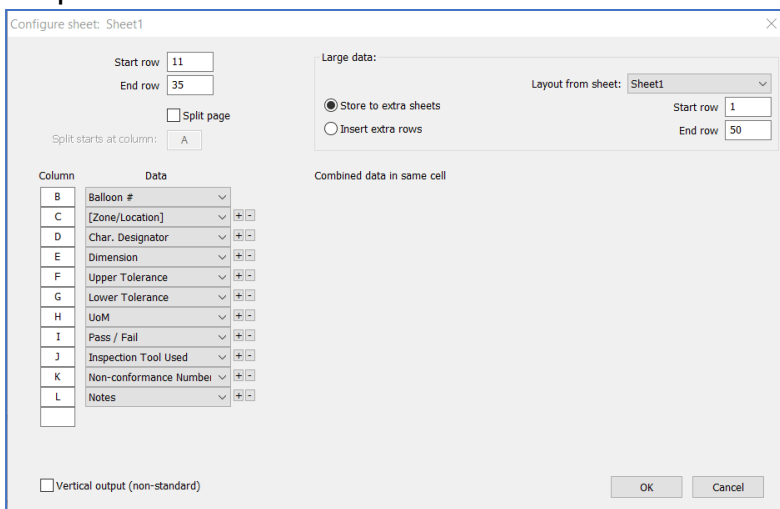 Configure sheet: Sheet1
Start row 11
End row 35
Split page
Split starts at column: A
Large data:
Layout from sheet: Sheet1
Store to extra sheets
Start row 1
Insert extra rows
End row 50
Column Data
Combined data in same cell
B Balloon #
C [Zone/Location] + -
D Char. Designator + -
E Dimension + -
F Upper Tolerance + -
G Lower Tolerance + -
H UoM + -
I Pass / Fail + -
J Inspection Tool Used + -
K Non-conformance Number + -
L Notes + -
Vertical output (non-standard)
OK Cancel